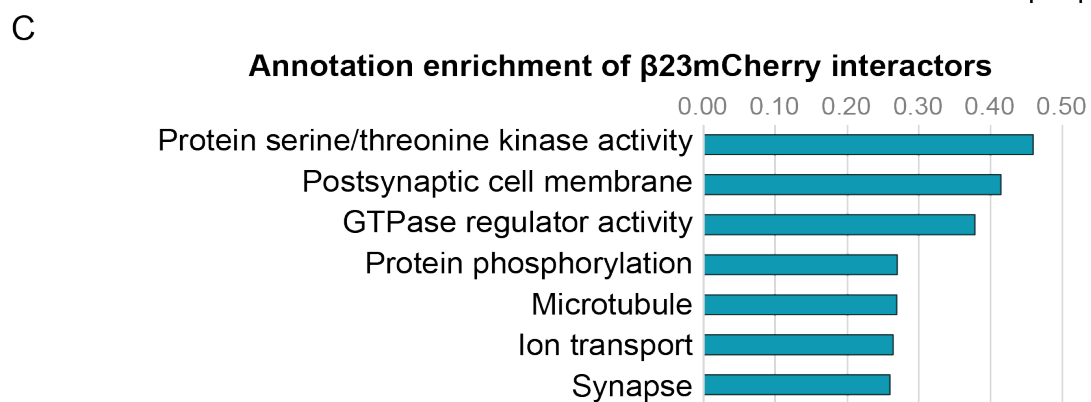 C
Annotation enrichment of β23mCherry interactors
0.00 0.10 0.20 0.30 0.40 0.50
Protein serine/threonine kinase activity
Postsynaptic cell membrane
GTPase regulator activity
Protein phosphorylation
Microtubule
Ion transport
Synapse